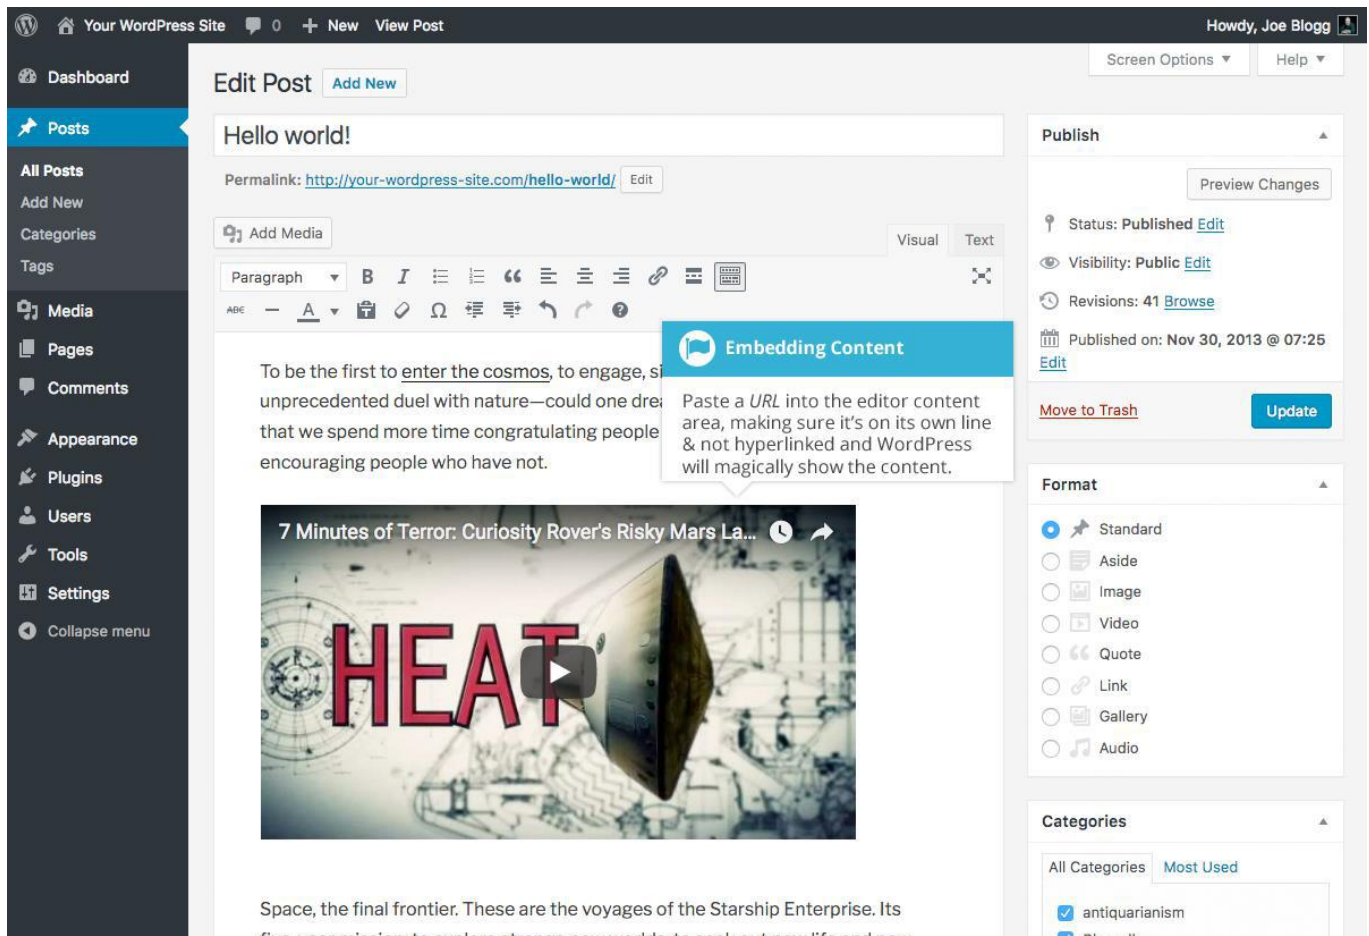 Your WordPress Site 0 + New View Post Howdy, Joe Blogg
Screen Options Help
Dashboard
Posts
All Posts
Add New
Categories
Tags
Media
Pages
Comments
Appearance
Plugins
Users
Tools
Settings
Collapse menu
Edit Post Add New
Hello world!
Permalink: http://your-wordpress-site.com/hello-world/ Edit
Add Media
Visual Text
Paragraph B I
ABC A Ω
To be the first to enter the cosmos, to engage, si
unprecedented duel with nature—could one drea
that we spend more time congratulating people
encouraging people who have not.
Embedding Content
Paste a URL into the editor content
area, making sure it's on its own line
& not hyperlinked and WordPress
will magically show the content.
7 Minutes of Terror: Curiosity Rover's Risky Mars La...
HEAT
Space, the final frontier. These are the voyages of the Starship Enterprise. Its
Publish
Preview Changes
Status: Published Edit
Visibility: Public Edit
Revisions: 41 Browse
Published on: Nov 30, 2013 @ 07:25
Edit
Move to Trash Update
Format
Standard
Aside
Image
Video
Quote
Link
Gallery
Audio
Categories
All Categories Most Used
antiquarianism